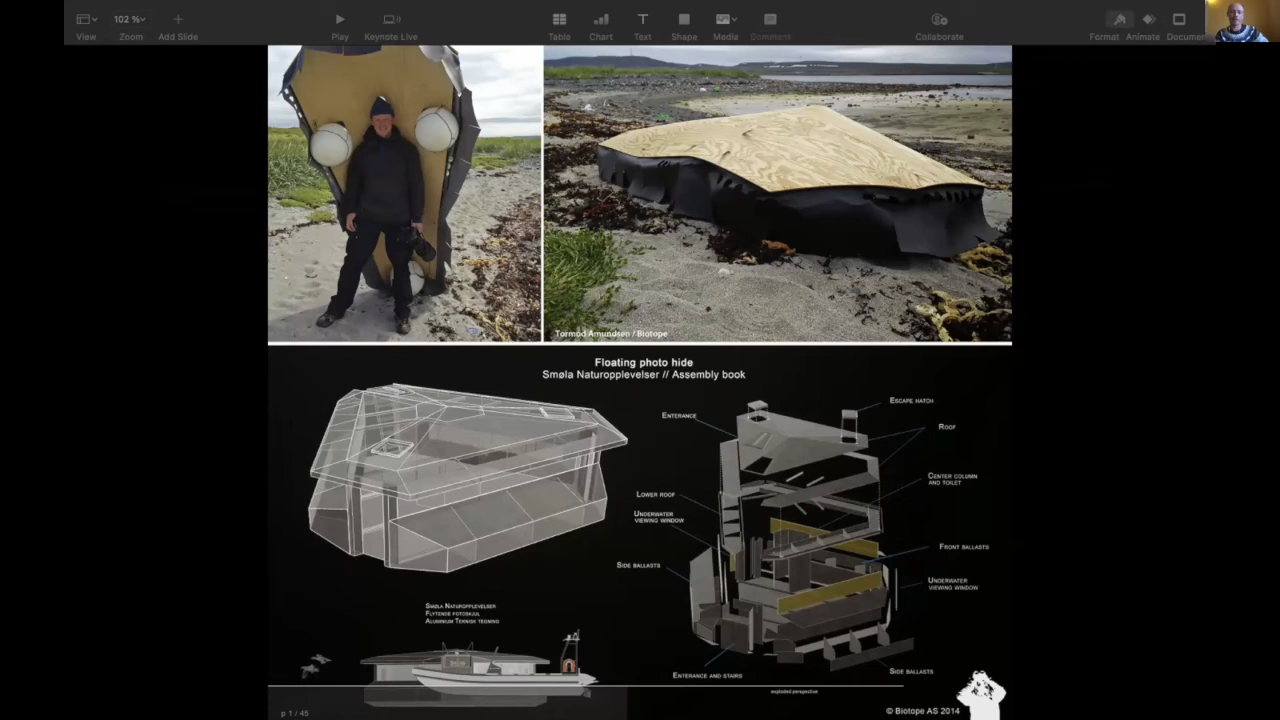 102 %
View
Zoom
Add Slide
Play
Keynote Live
Table
Chart
Text
Shape
Media
Comment
Collaborate
Format
Animate
Documen
Tormod Amundsen / Biotope
Floating photo hide
Smøla Naturopplevelser // Assembly book
ENTERANCE
ESCAPE HATCH
ROOF
CENTER COLUMN
AND TOILET
LOWER ROOF
UNDERWATER
VIEWING WINDOW
FRONT BALLASTS
SIDE BALLASTS
UNDERWATER
VIEWING WINDOW
SMØLA NATUROPPLEVELSER
FLYTENDE FOTOSKJUL
ALUMINIUM TEKNISK TEGNING
ENTERANCE AND STAIRS
SIDE BALLASTS
exploded perspective
p 1 / 45
© Biotope AS 2014